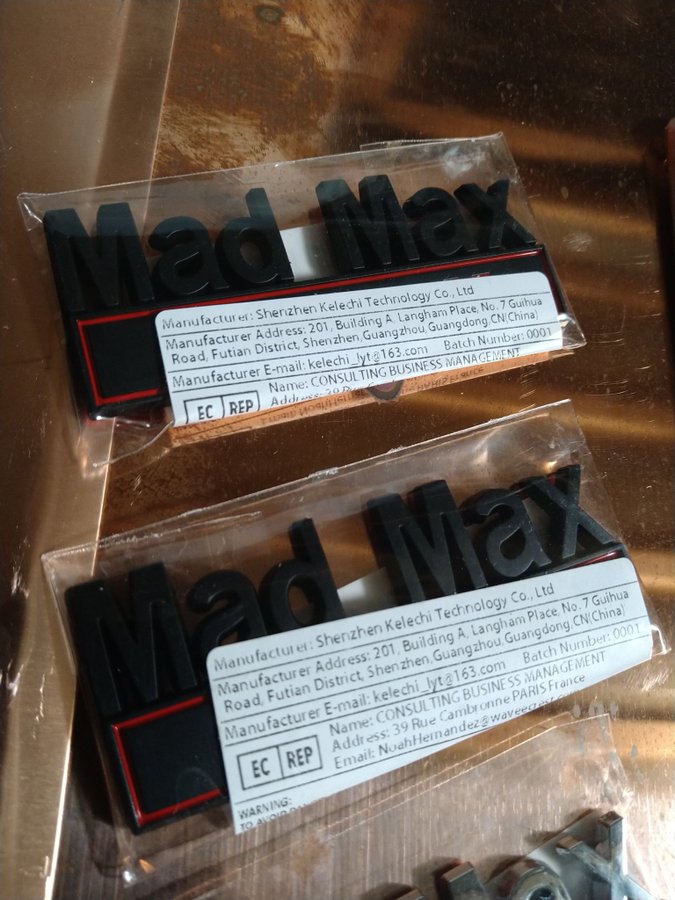 Mad Max
Manufacturer: Shenzhen Kelechi Technology Co., Ltd
Manufacturer Address: 201, Building A, Langham Place, No. 7 Guihua
Road, Futian District, Shenzhen,Guangzhou,Guangdong,CN(China)
Manufacturer E-mail: kelechi_lyt@163.com Batch Number: 0001
EC REP
Name: CONSULTING BUSINESS MANAGEMENT
Mad Max
Manufacturer: Shenzhen Kelechi Technology Co., Ltd
Manufacturer Address: 201, Building A, Langham Place, No. 7 Guihua
Road, Futian District, Shenzhen,Guangzhou,Guangdong,CN(China)
Manufacturer E-mail: kelechi_lyt@163.com Batch Number: 0001
EC REP
Name: CONSULTING BUSINESS MANAGEMENT
Address: 39 Rue Cambronne PARIS France
Email:
WARNING: